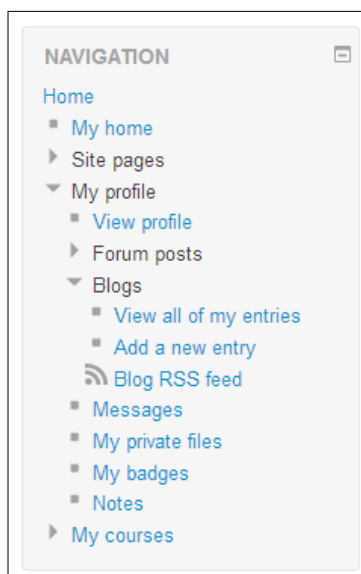 NAVIGATION
Home
My home
Site pages
My profile
View profile
Forum posts
Blogs
View all of my entries
Add a new entry
Blog RSS feed
Messages
My private files
My badges
Notes
My courses